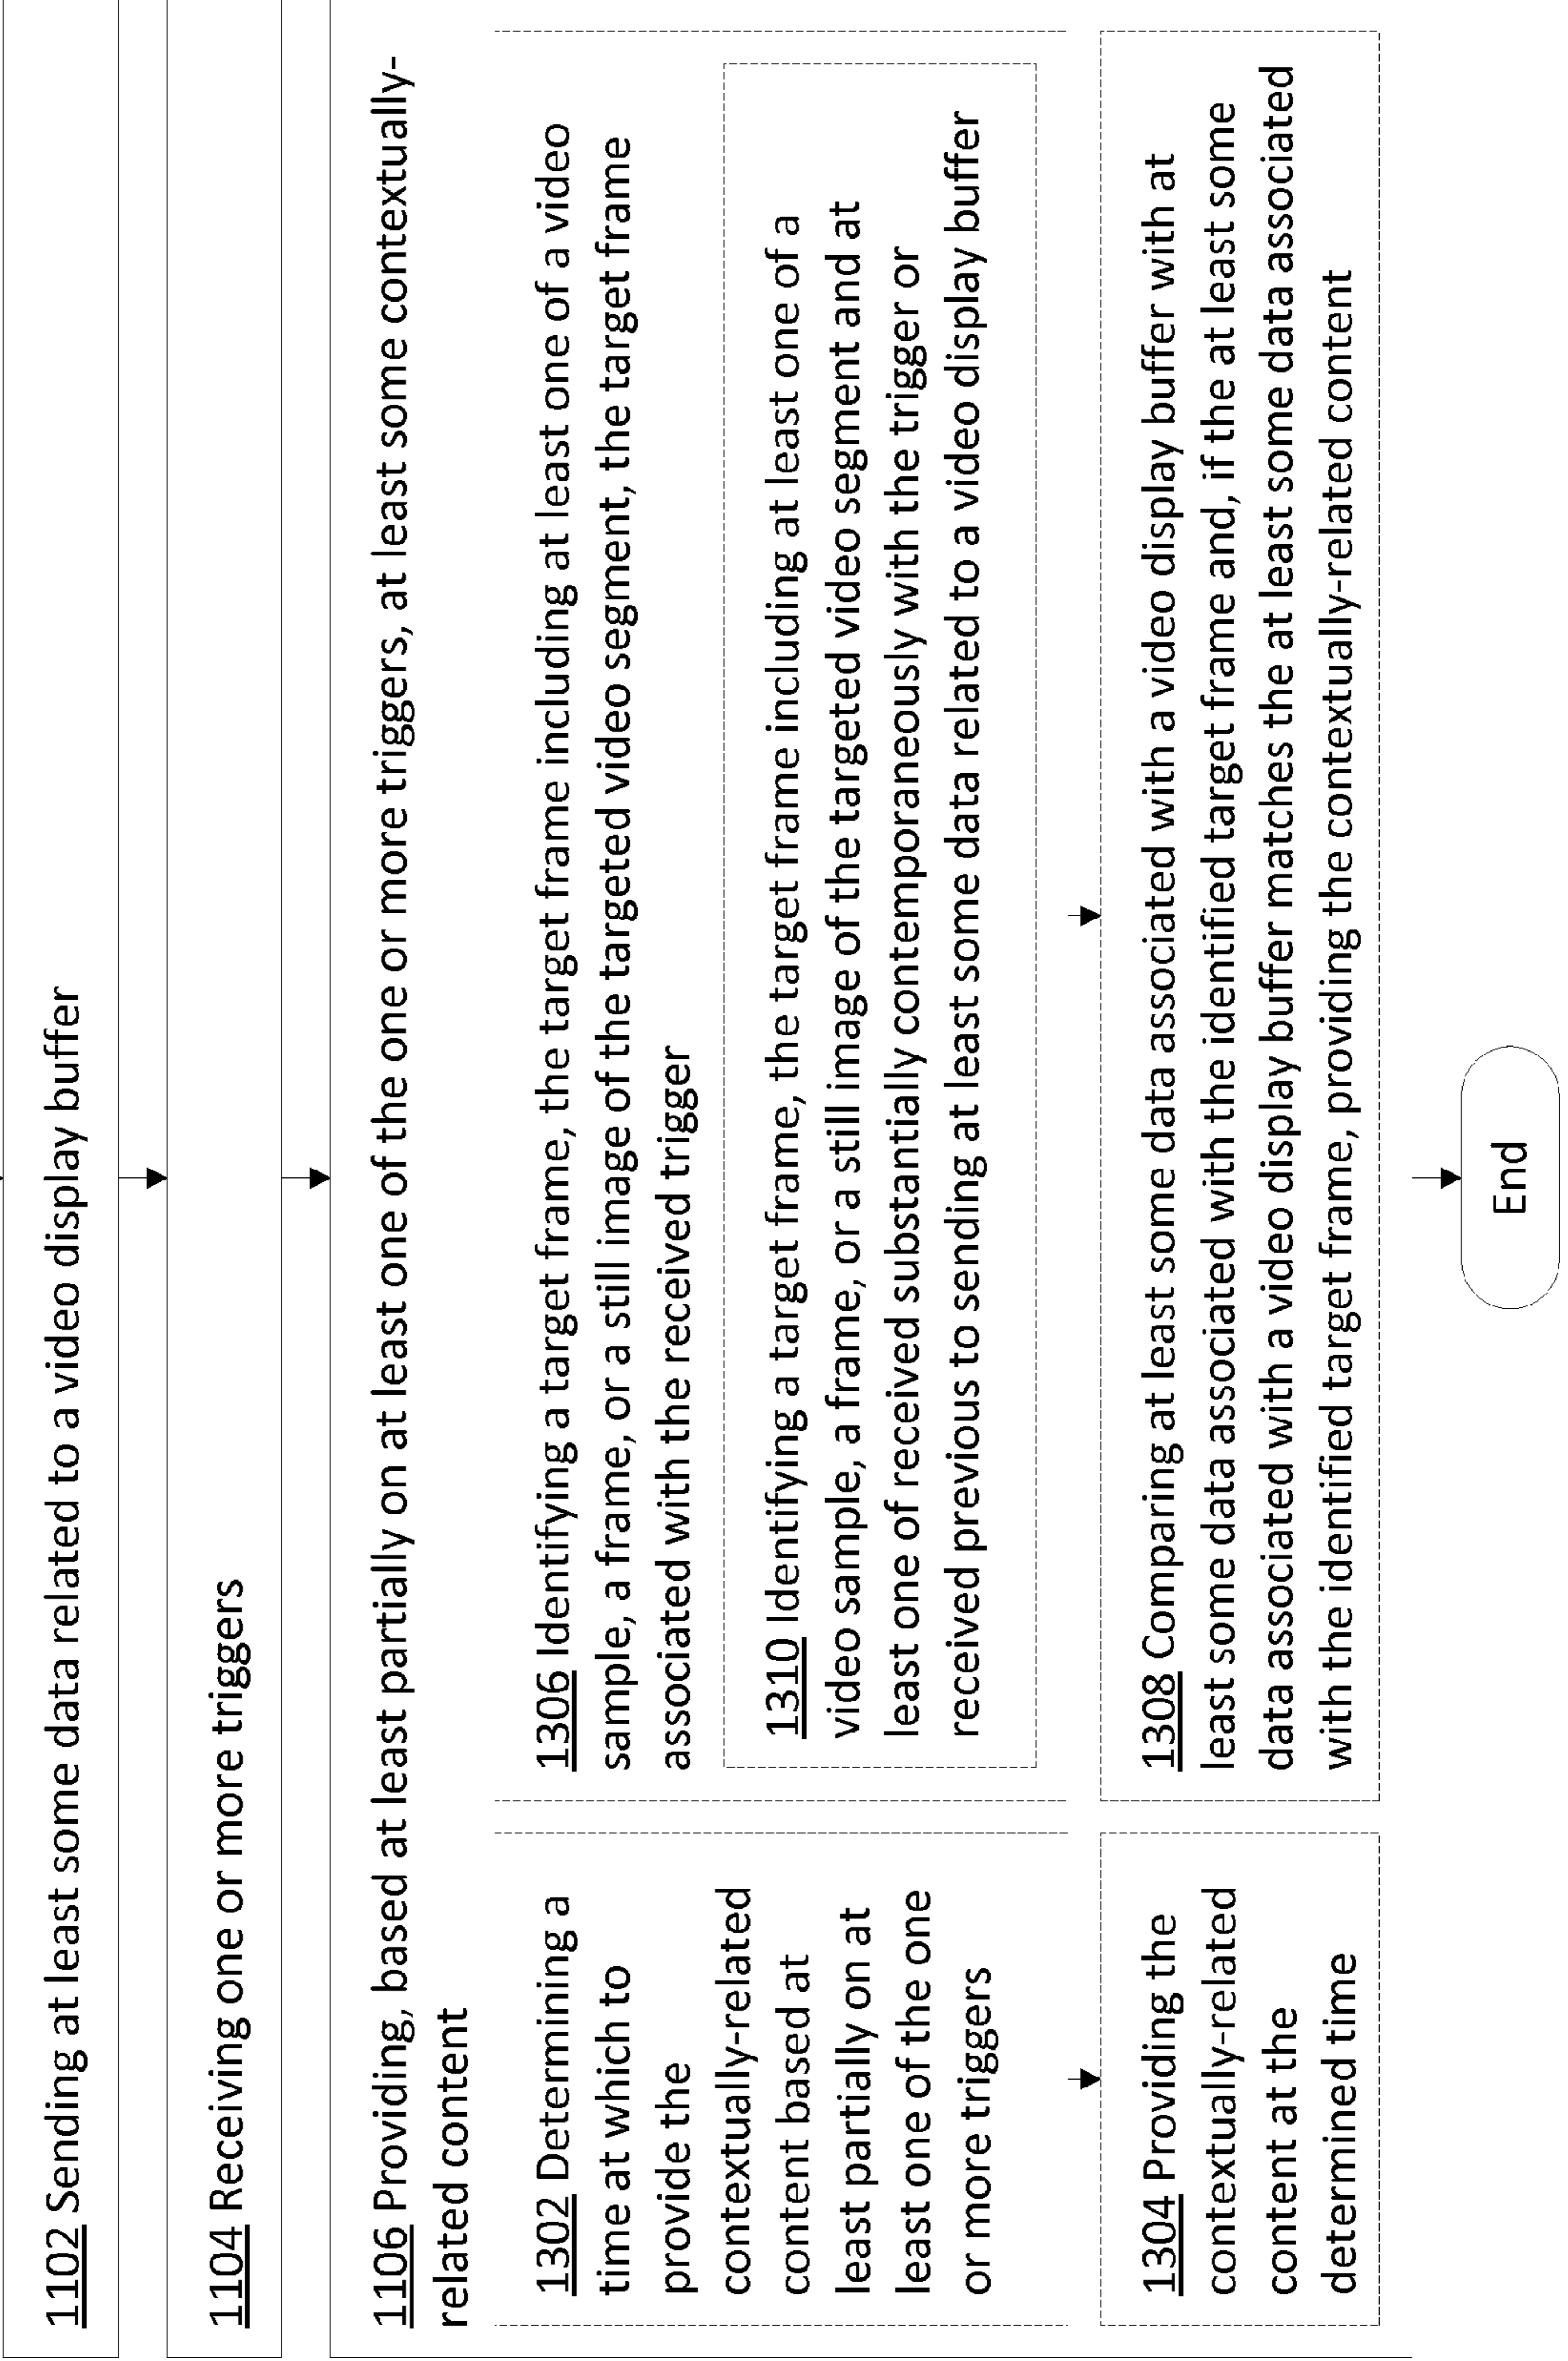 1102 Sending at least some data related to a video display buffer
1104 Receiving one or more triggers
1106 Providing, based at least partially on at least one of the one or more triggers, at least some contextually-
related content
1302 Determining a
time at which to
provide the
contextually-related
content based at
least partially on at
least one of the one
or more triggers
1304 Providing the
contextually-related
content at the
determined time
1306 Identifying a target frame, the target frame including at least one of a video
sample, a frame, or a still image of the targeted video segment, the target frame
associated with the received trigger
1310 Identifying a target frame, the target frame including at least one of a
video sample, a frame, or a still image of the targeted video segment and at
least one of received substantially contemporaneously with the trigger or
received previous to sending at least some data related to a video display buffer
1308 Comparing at least some data associated with a video display buffer with at
least some data associated with the identified target frame and, if the at least some
data associated with a video display buffer matches the at least some data associated
with the identified target frame, providing the contextually-related content
End